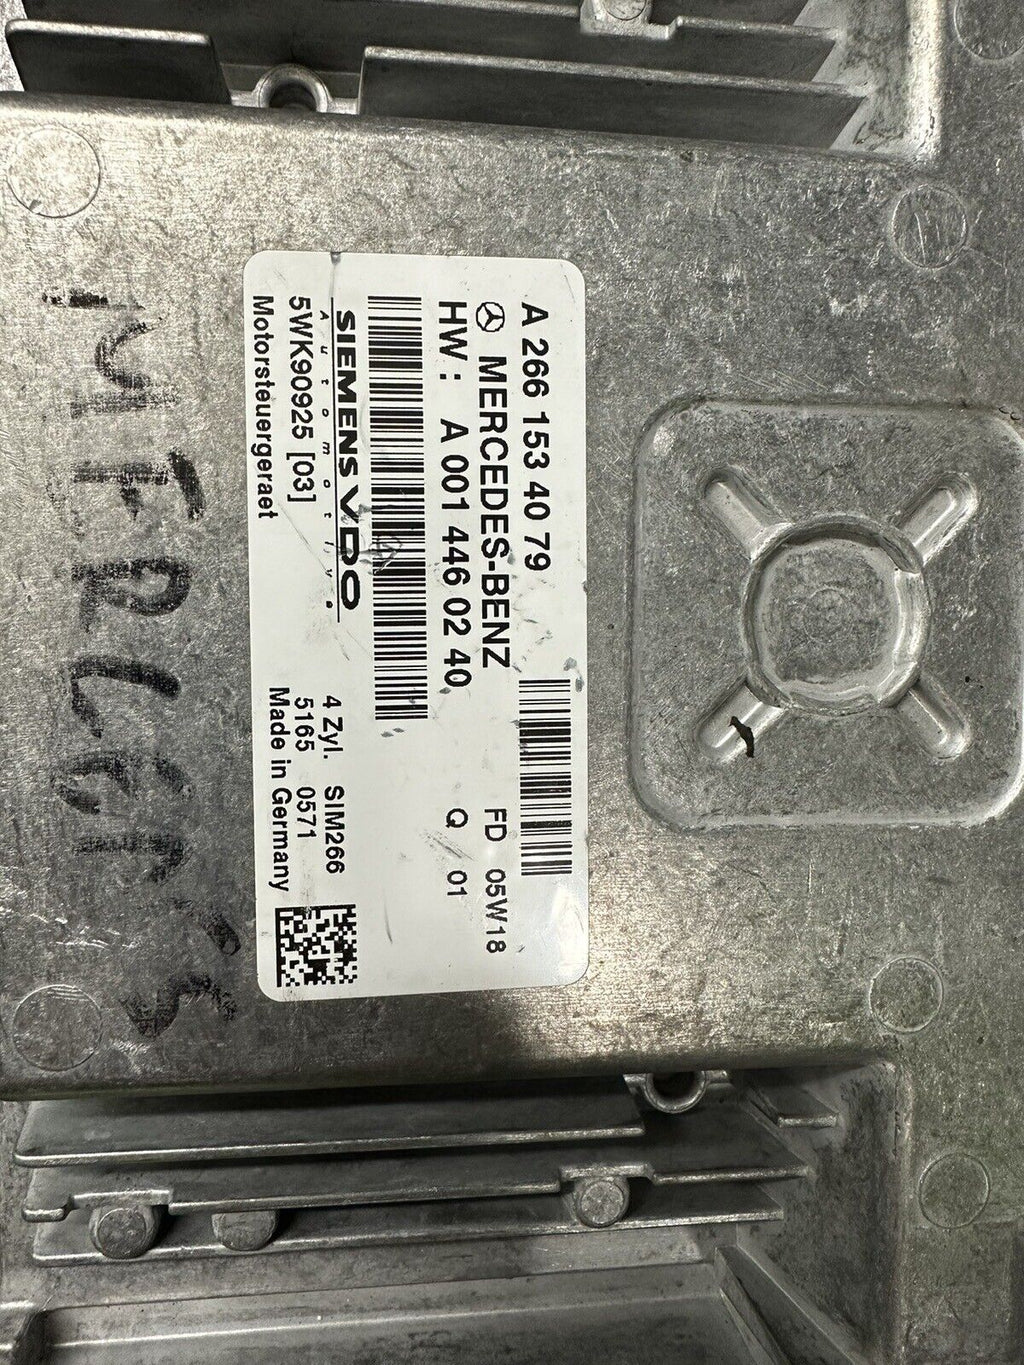 A 266 153 40 79
MERCEDES-BENZ FD 05W18
HW: A 001 446 02 40 Q / 01
SIEMENS VDO
Automotive
4 Zyl. SIM266
5WK90925 [03] 5165 0571
Motorsteuergeraet Made in Germany